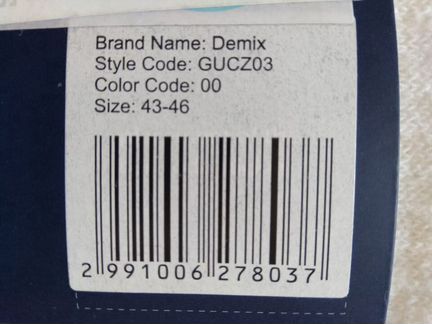 Brand Name: Demix
Style Code: GUCZ03
Color Code: 00
Size: 43-46
2 991006 278037